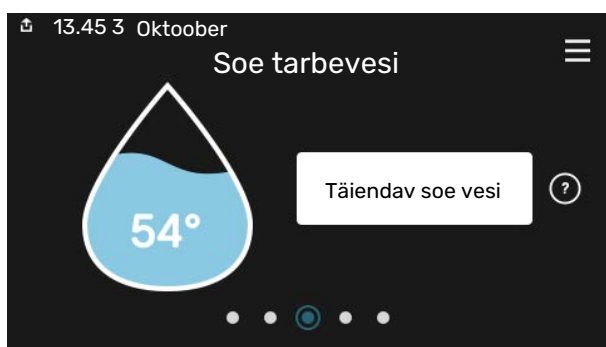 13.45 3 Oktoober
Soe tarbevesi
Täiendav soe vesi
?
54°